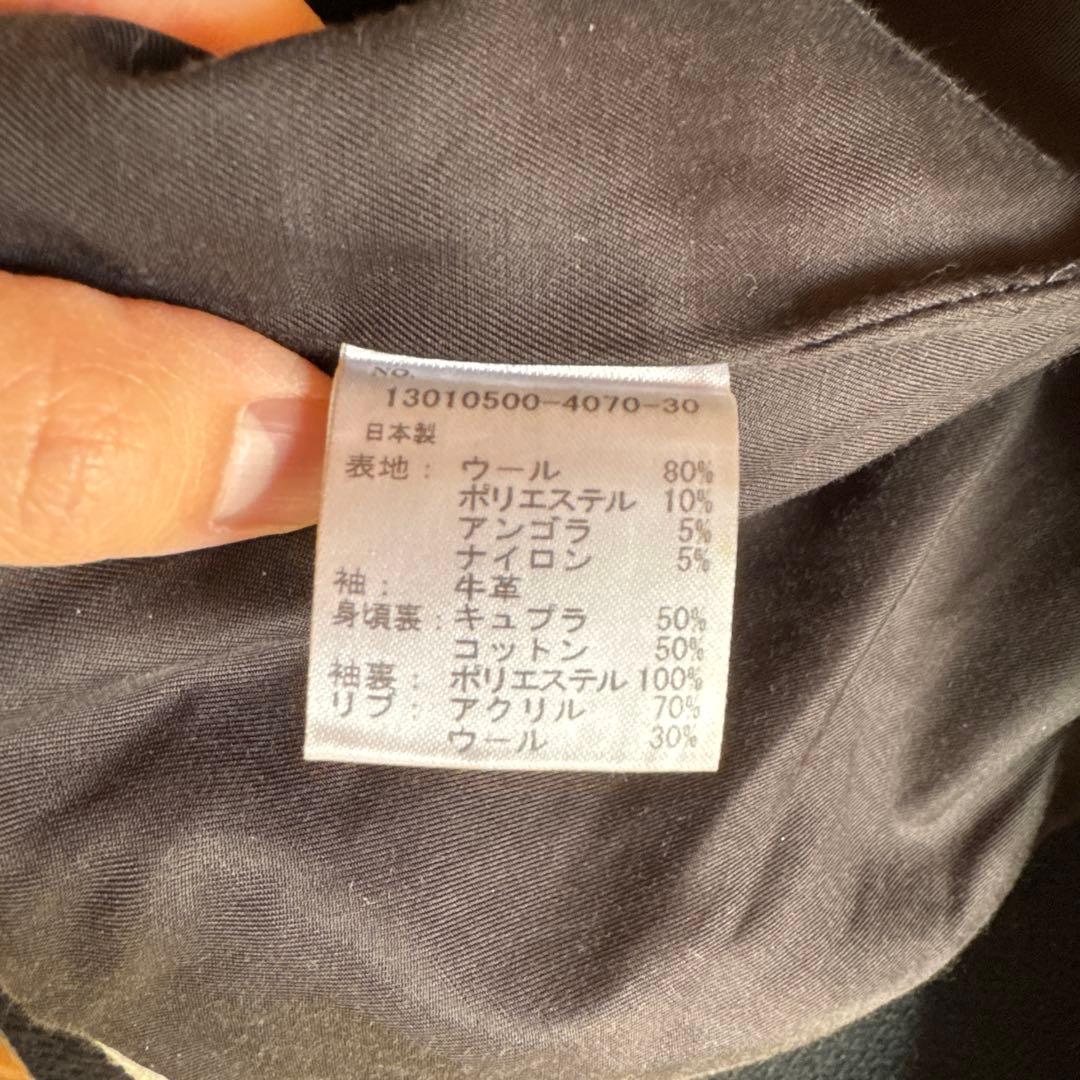 NO.
13010500-4070-30
日本製
表地: ウール 80%
ポリエステル 10%
アンゴラ 5%
ナイロン 5%
袖: 牛革
身頃裏: キュプラ 50%
コットン 50%
袖裏: ポリエステル 100%
リブ: アクリル 70%
ウール 30%